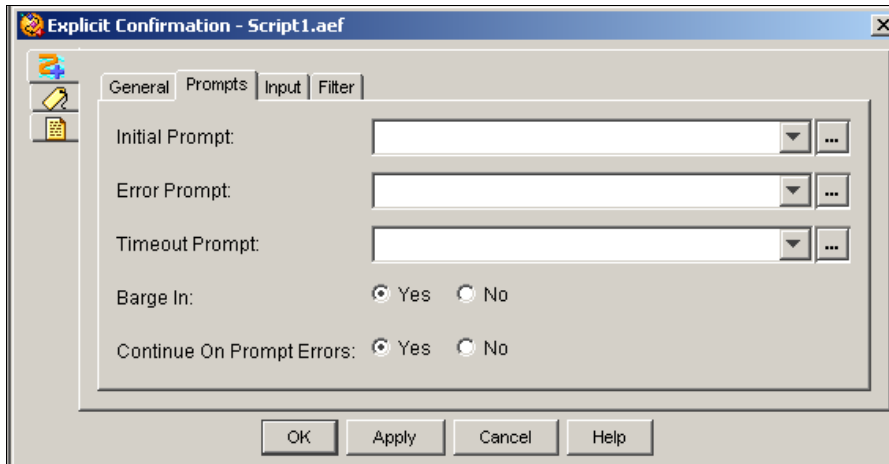 Explicit Confirmation - Script1.aef
General Prompts Input Filter
Initial Prompt: ...
Error Prompt: ...
Timeout Prompt: ...
Barge In: Yes No
Continue On Prompt Errors: Yes No
OK Apply Cancel Help